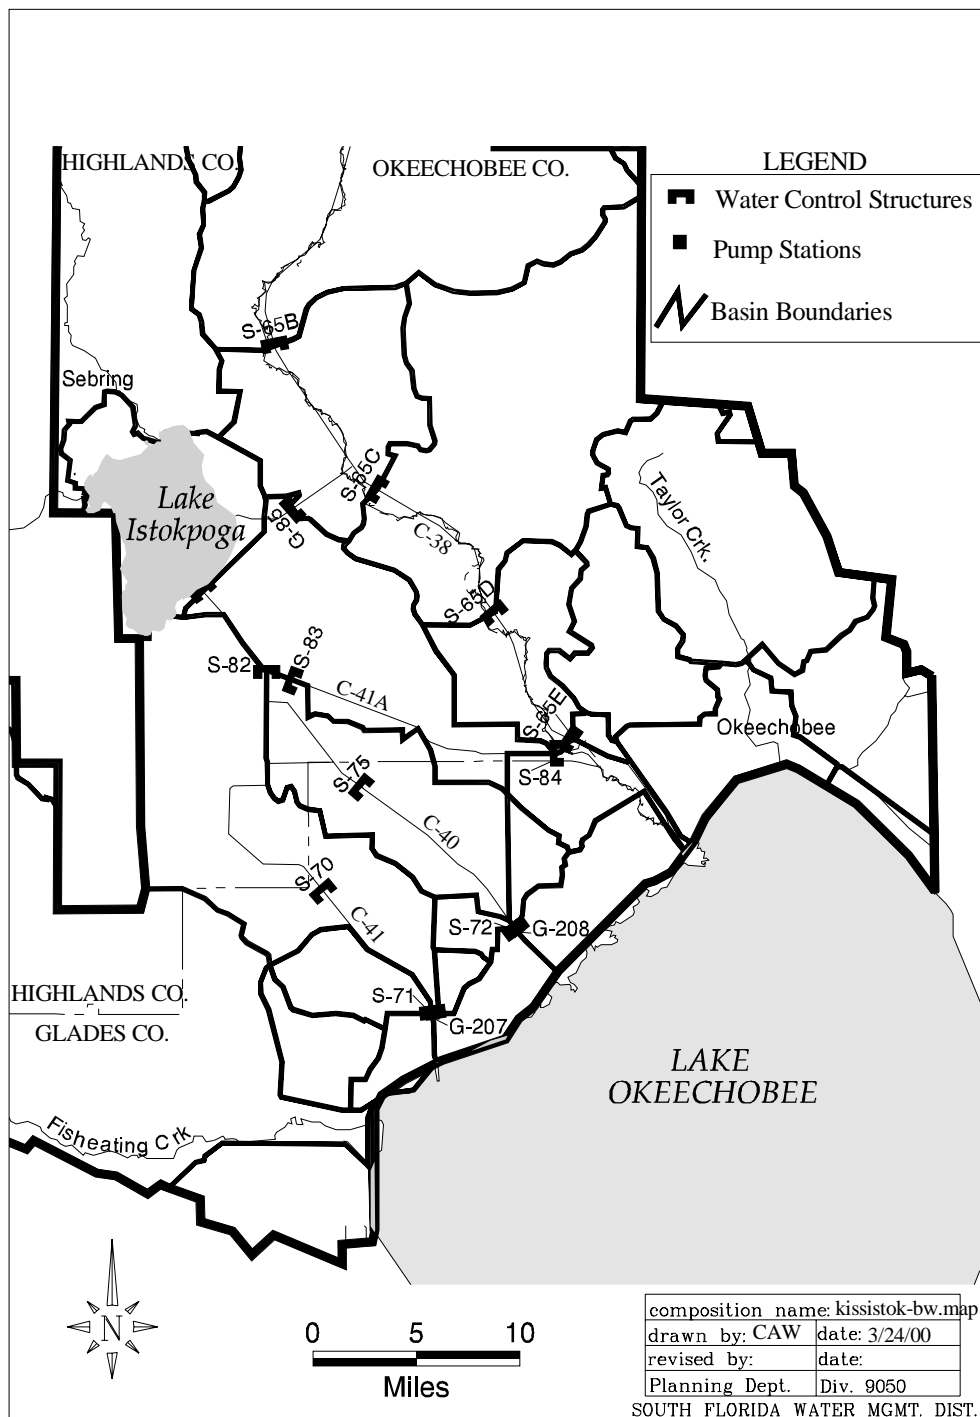 HIGHLANDS CO.
OKEECHOBEE CO.
LEGEND
Water Control Structures
Pump Stations
Basin Boundaries
S-65B
Sebring
S-65C
Lake
Istokpoga
G-85
C-38
Taylor Crk.
S-65D
S-83
S-82
C-41A
S-65E
Okeechobee
S-84
S-75
C-40
S-70
C-41
S-72
G-208
HIGHLANDS CO.
S-71
G-207
GLADES CO.
LAKE
OKEECHOBEE
Fisheating Crk
N
0 5 10
Miles
composition name: kissistok-bw.map
drawn by: CAW date: 3/24/00
revised by: date:
Planning Dept. Div. 9050
SOUTH FLORIDA WATER MGMT. DIST.